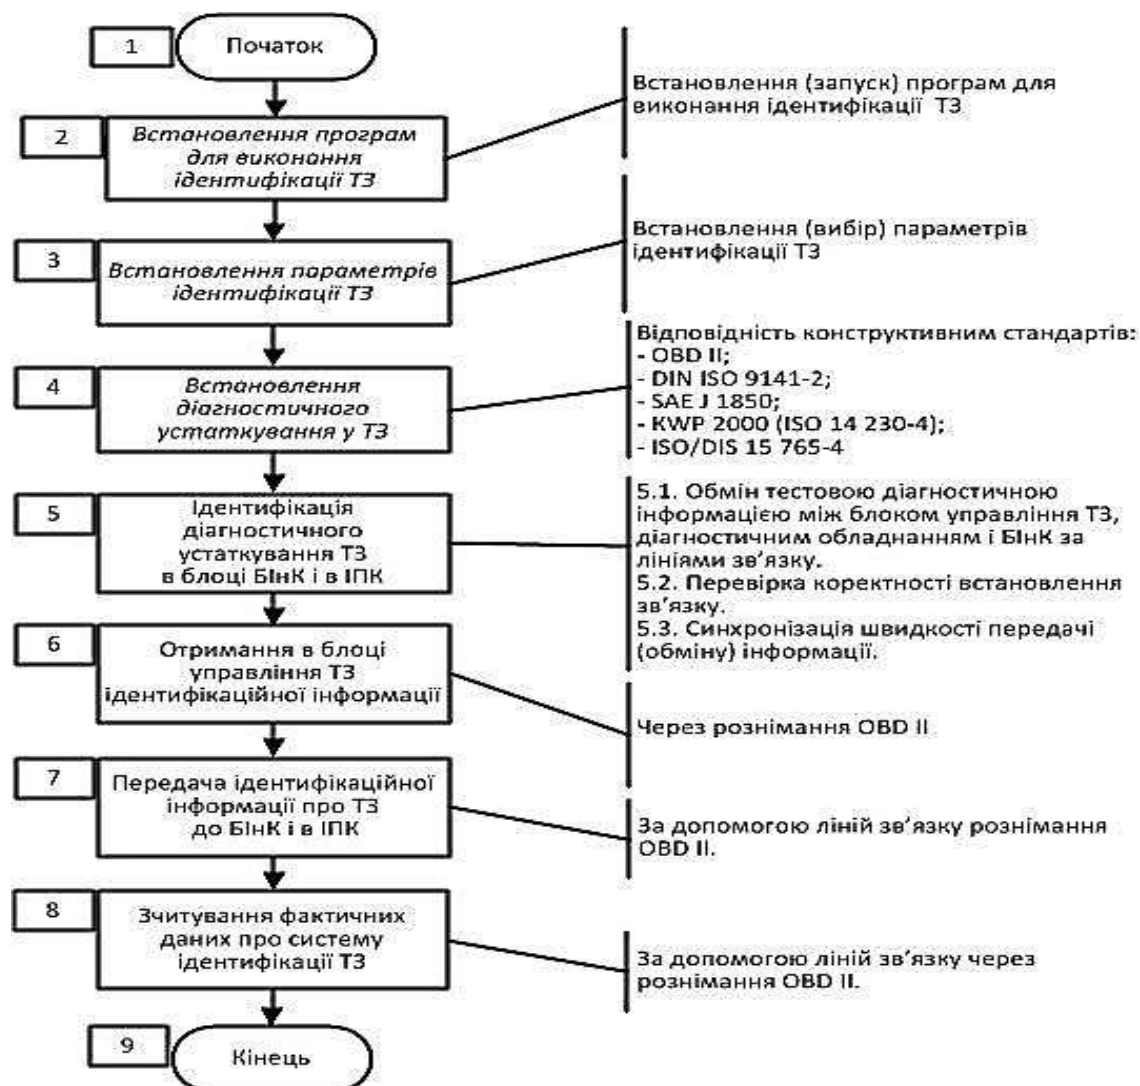 1
Початок
Встановлення (запуск) програм для
виконання ідентифікації ТЗ
2
Встановлення програм
для виконання
ідентифікації ТЗ
Встановлення (вибір) параметрів
ідентифікації ТЗ
3
Встановлення параметрів
ідентифікації ТЗ
Відповідність конструктивним стандартів:
- OBD II;
- DIN ISO 9141-2;
- SAE J 1850;
- KWP 2000 (ISO 14 230-4);
- ISO/DIS 15 765-4
4
Встановлення
діагностичного
устаткування у ТЗ
5
Ідентифікація
діагностичного
устаткування ТЗ
в блоці БІнК і в ІПК
5.1. Обмін тестовою діагностичною
інформацією між блоком управління ТЗ,
діагностичним обладнанням і БІнК за
лініями зв’язку.
5.2. Перевірка коректності встановлення
зв’язку.
5.3. Синхронізація швидкості передачі
(обміну) інформації.
6
Отримання в блоці
управління ТЗ
ідентифікаційної інформації
Через рознімання OBD II
7
Передача ідентифікаційної
інформації про ТЗ
до БІнК і в ІПК
За допомогою ліній зв’язку рознімання
OBD II.
8
Зчитування фактичних
даних про систему
ідентифікації ТЗ
За допомогою ліній зв’язку через
рознімання OBD II.
9
Кінець